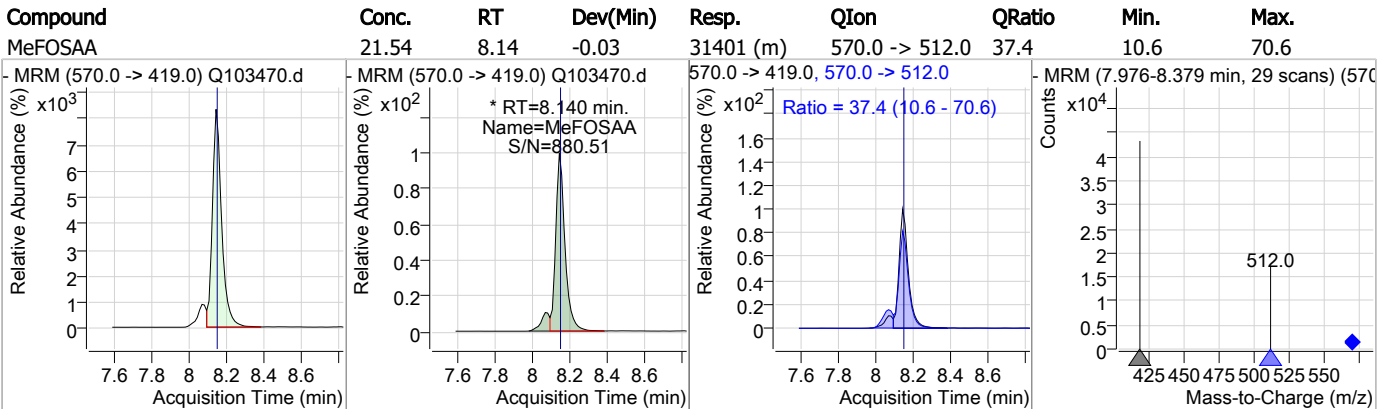 Compound Conc. RT Dev(Min) Resp. QIon QRatio Min. Max.
MeFOSAA 21.54 8.14 -0.03 31401 (m) 570.0 -> 512.0 37.4 10.6 70.6
- MRM (570.0 -> 419.0) Q103470.d
x10³
Relative Abundance (%)
7
6
5
4
3
2
1
0
7.6 7.8 8 8.2 8.4 8.6
Acquisition Time (min)
- MRM (570.0 -> 419.0) Q103470.d
x10²
* RT=8.140 min.
Name=MeFOSAA
S/N=880.51
Relative Abundance (%)
1
0.8
0.6
0.4
0.2
0
7.6 7.8 8 8.2 8.4 8.6
Acquisition Time (min)
570.0 -> 419.0, 570.0 -> 512.0
x10²
Ratio = 37.4 (10.6 - 70.6)
Relative Abundance (%)
1.6
1.4
1.2
1
0.8
0.6
0.4
0.2
0
7.6 7.8 8 8.2 8.4 8.6
Acquisition Time (min)
- MRM (7.976-8.379 min, 29 scans) (570
x10⁴
Counts
4
3.5
3
2.5
2
1.5
1
0.5
0
512.0
425 450 475 500 525 550
Mass-to-Charge (m/z)